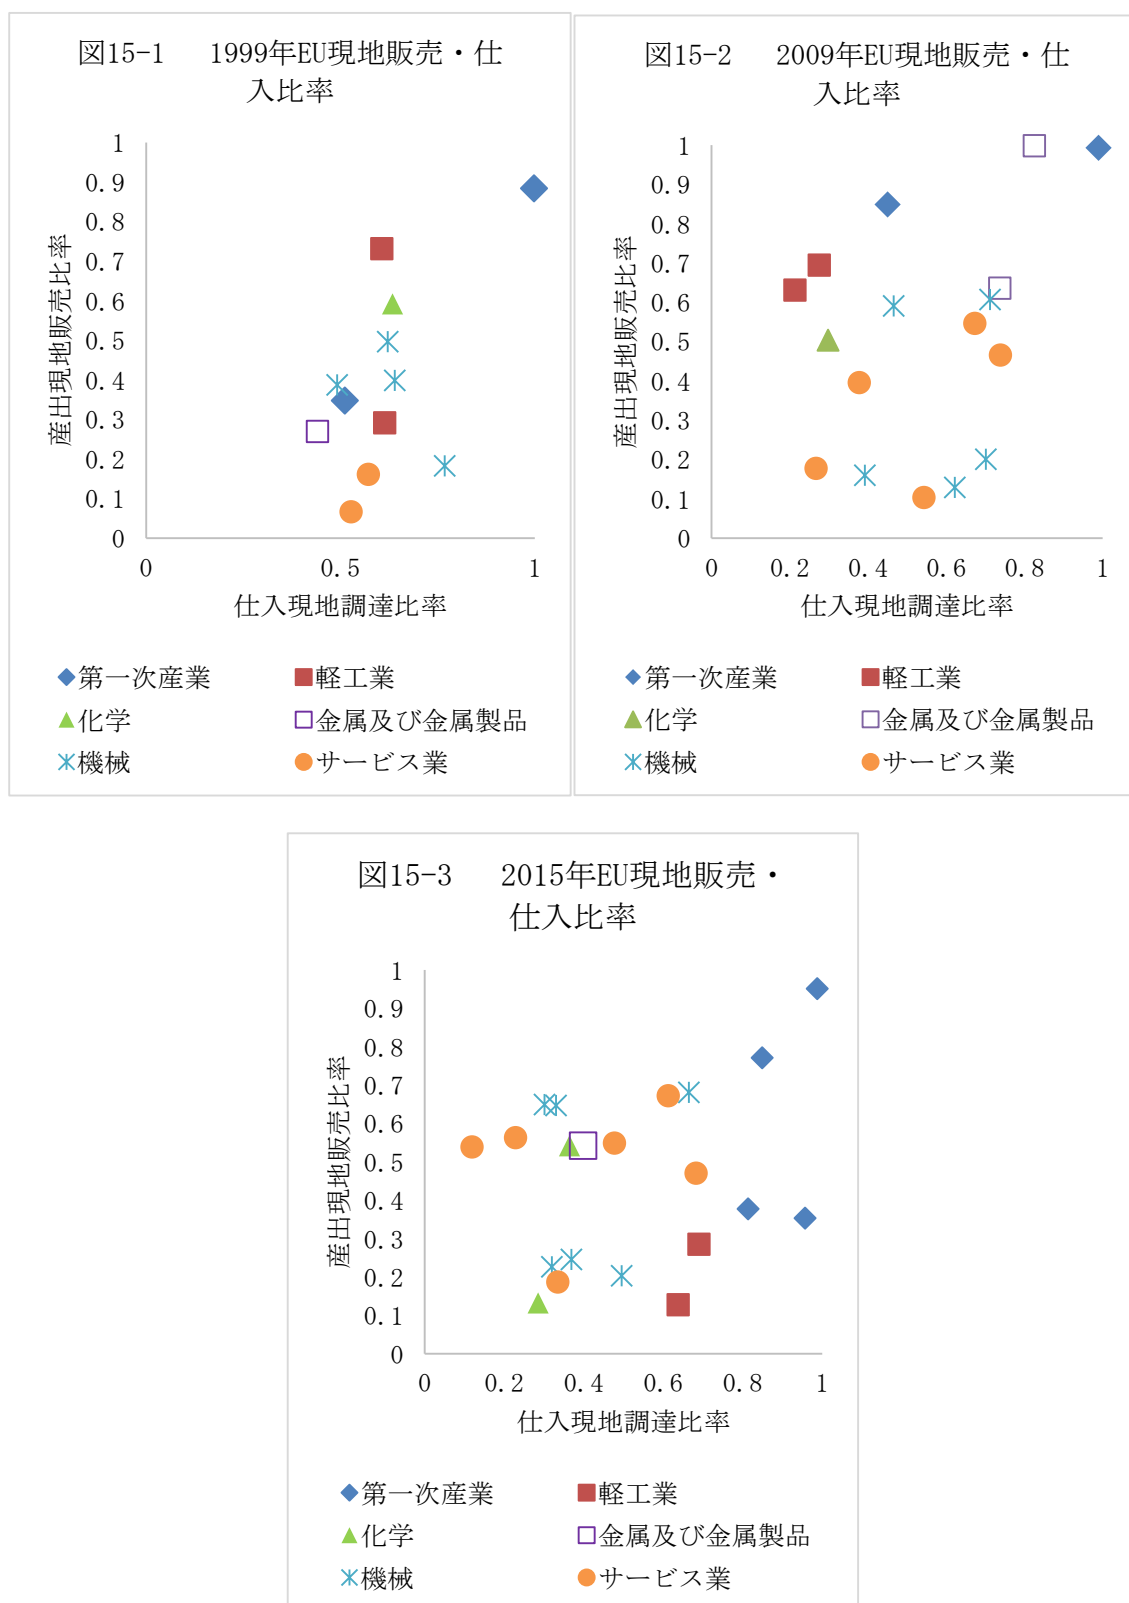 図15-1 1999年EU現地販売・仕
入比率
産出現地販売比率
1
0.9
0.8
0.7
0.6
0.5
0.4
0.3
0.2
0.1
0
0 0.5 1
仕入現地調達比率
第一次産業 軽工業
化学 金属及び金属製品
機械 サービス業
図15-2 2009年EU現地販売・仕
入比率
産出現地販売比率
1
0.9
0.8
0.7
0.6
0.5
0.4
0.3
0.2
0.1
0
0 0.2 0.4 0.6 0.8 1
仕入現地調達比率
第一次産業 軽工業
化学 金属及び金属製品
機械 サービス業
図15-3 2015年EU現地販売・
仕入比率
産出現地販売比率
1
0.9
0.8
0.7
0.6
0.5
0.4
0.3
0.2
0.1
0
0 0.2 0.4 0.6 0.8 1
仕入現地調達比率
第一次産業 軽工業
化学 金属及び金属製品
機械 サービス業